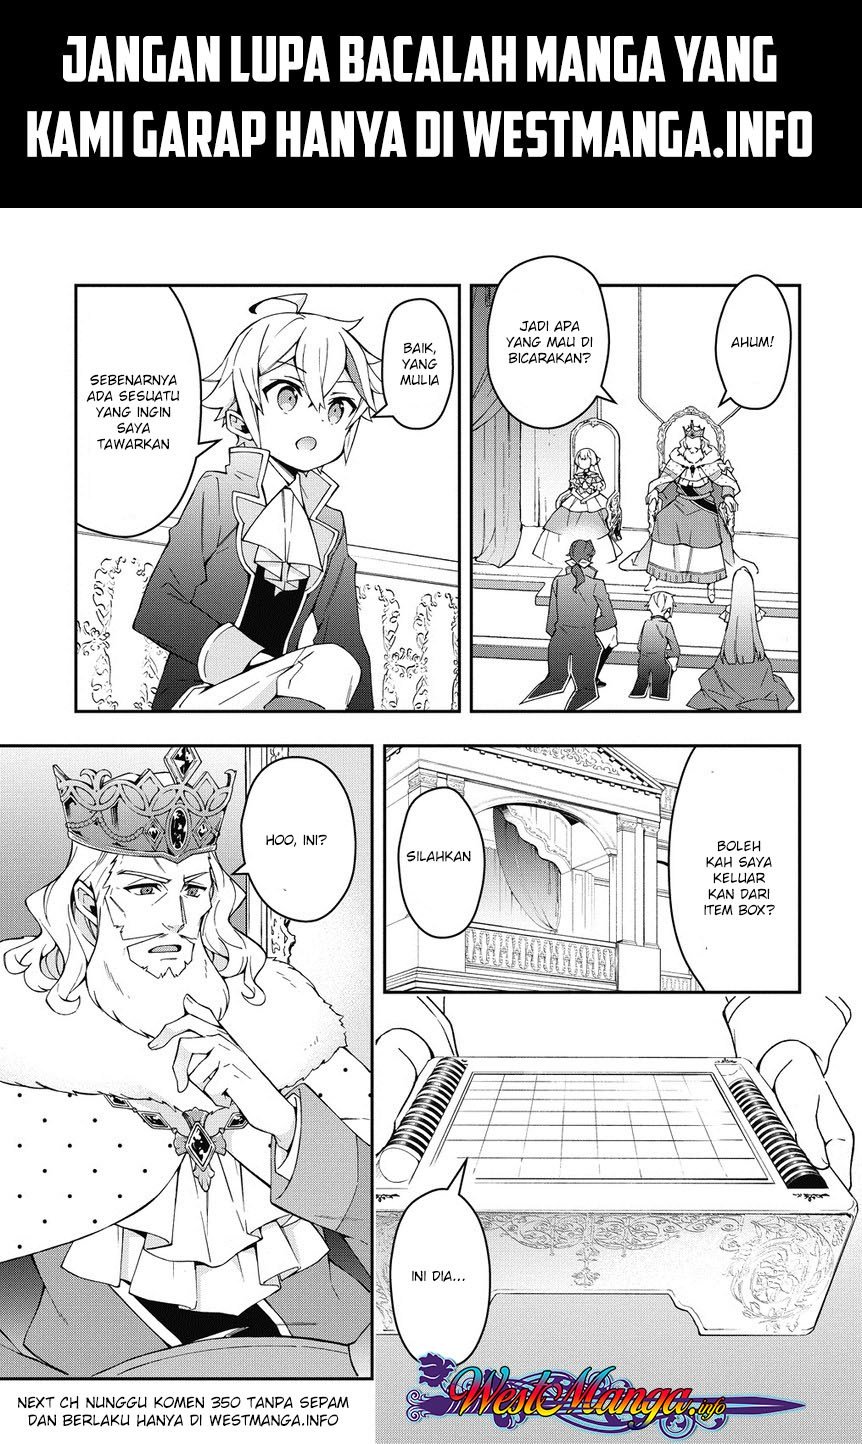 JANGAN LUPA BACALAH MANGA YANG
KAMI GARAP HANYA DI WESTMANGA.INFO
AHUM!
JADI APA
YANG MAU DI
BICARAKAN?
BAIK,
YANG
MULIA
SEBENARNYA
ADA SESUATU
YANG INGIN
SAYA
TAWARKAN
BOLEH
KAH SAYA
KELUAR
KAN DARI
ITEM BOX?
SILAHKAN
HOO, INI?
INI DIA...
NEXT CH NUNGGU KOMEN 350 TANPA SEPAM
DAN BERLAKU HANYA DI WESTMANGA.INFO
WestManga.info